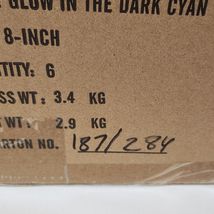 GLOW IN THE DARK CYAN
8-INCH
TITY: 6
SS WT: 3.4 KG
WT: 2.9 KG
ARTON NO. 187/284